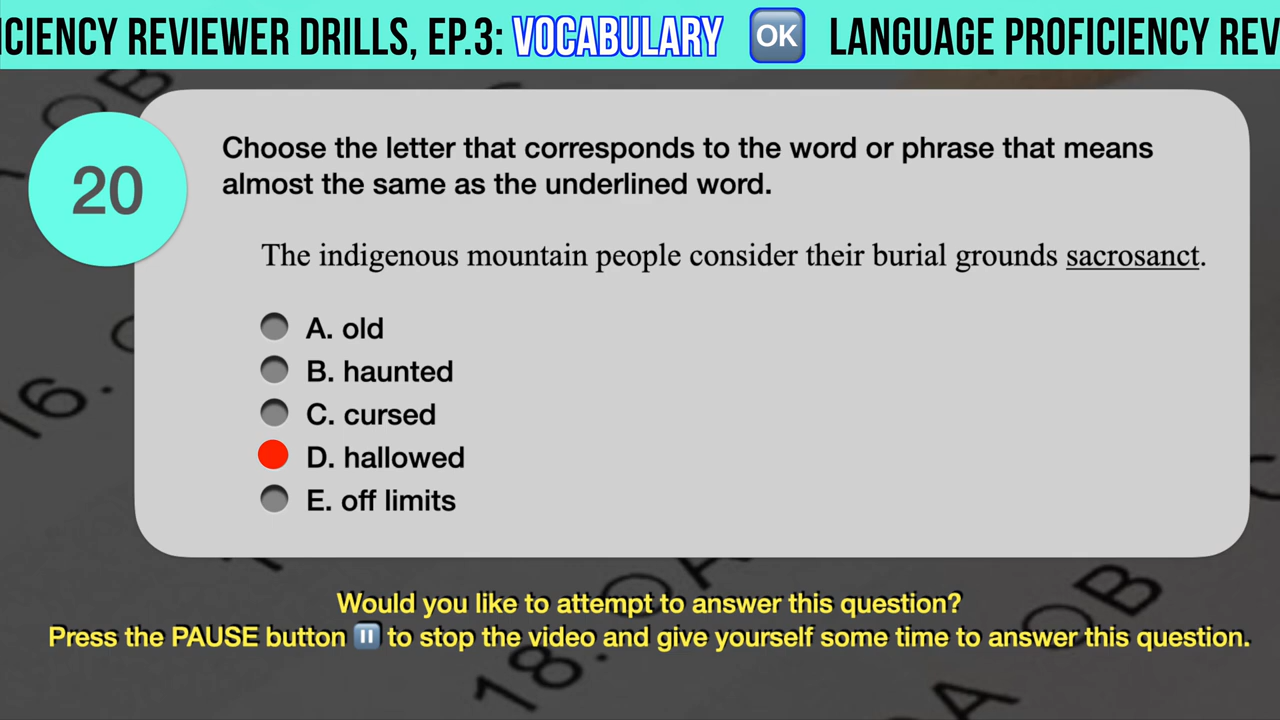 CIENCY REVIEWER DRILLS, EP.3: VOCABULARY OK LANGUAGE PROFICIENCY REV
20
Choose the letter that corresponds to the word or phrase that means
almost the same as the underlined word.
The indigenous mountain people consider their burial grounds sacrosanct.
A. old
B. haunted
C. cursed
D. hallowed
E. off limits
16.
18.
A
B
Would you like to attempt to answer this question?
Press the PAUSE button to stop the video and give yourself some time to answer this question.